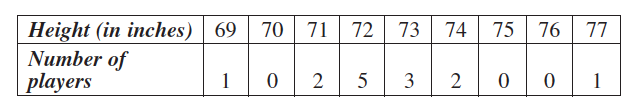 Height (in inches) 69 70 71 72 73 74 75 76 77
Number of
players 1 0 2 5 3 2 0 0 1